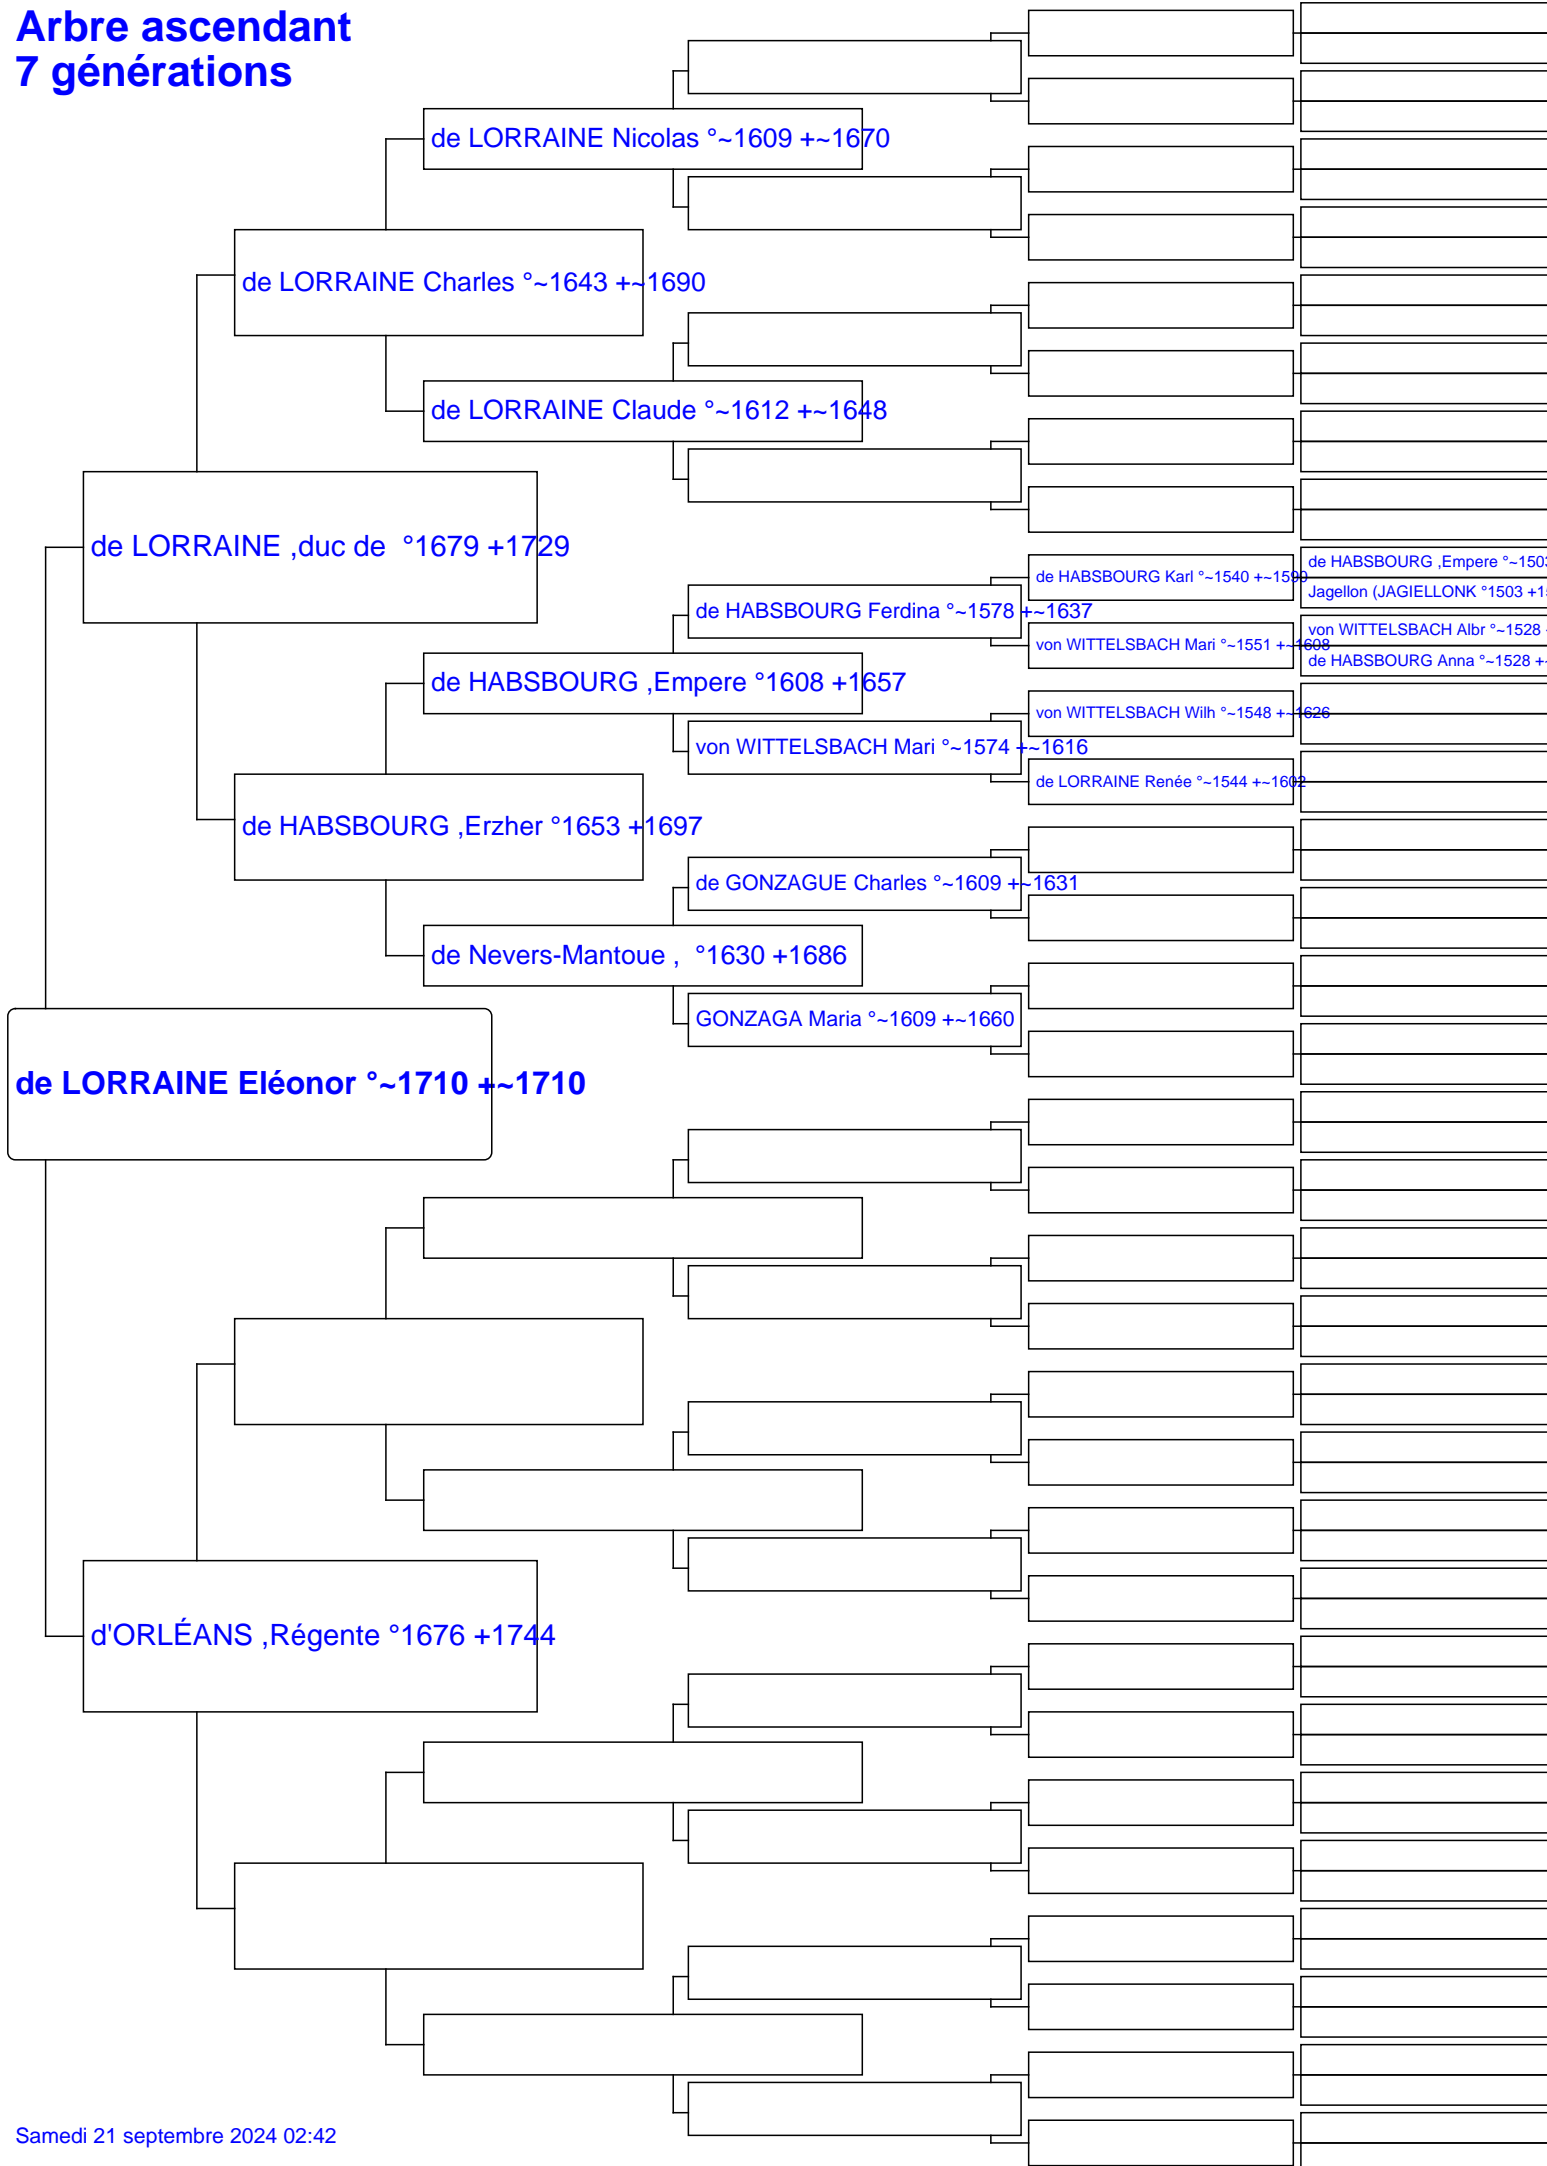 Arbre ascendant
7 générations
de LORRAINE Nicolas °~1609 +~1670
de LORRAINE Charles °~1643 +~1690
de LORRAINE Claude °~1612 +~1648
de LORRAINE ,duc de °1679 +1729
de HABSBOURG ,Empere °~1503
de HABSBOURG Karl °~1540 +~1590
Jagellon (JAGIELLONK °1503 +1
de HABSBOURG Ferdina °~1578 +~1637
von WITTELSBACH Albr °~1528
von WITTELSBACH Mari °~1551 +~1608
de HABSBOURG Anna °~1528 +
de HABSBOURG ,Empere °1608 +1657
von WITTELSBACH Wilh °~1548 +~1626
von WITTELSBACH Mari °~1574 +~1616
de LORRAINE Renée °~1544 +~1602
de HABSBOURG ,Erzher °1653 +1697
de GONZAGUE Charles °~1609 +~1631
de Nevers-Mantoue , °1630 +1686
GONZAGA Maria °~1609 +~1660
de LORRAINE Eléonor °~1710 +~1710
d'ORLÉANS ,Régente °1676 +1744
Samedi 21 septembre 2024 02:42